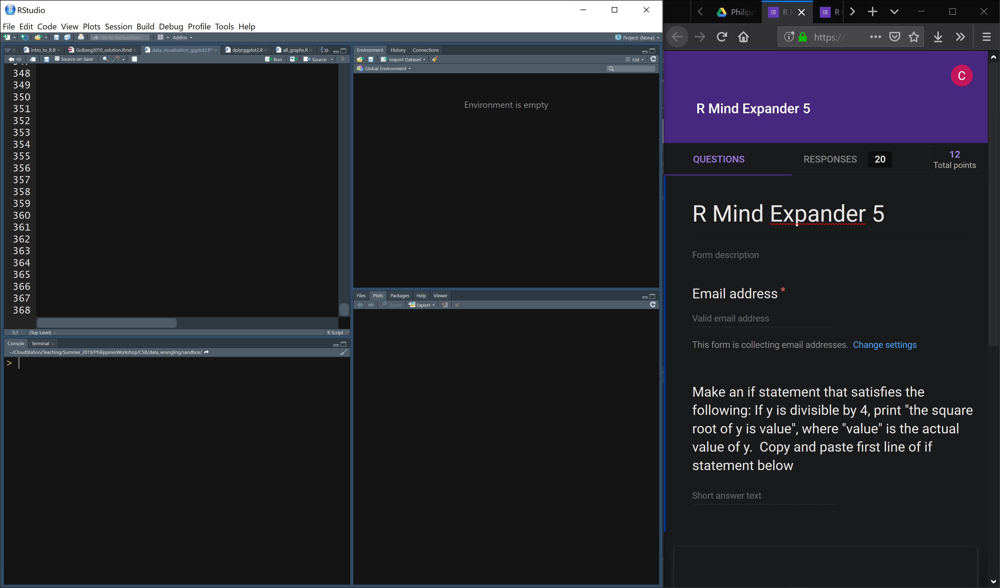 RStudio
File Edit Code View Plots Session Build Debug Profile Tools Help
Go to file/function
Addins
Project: (None)
10*
intro_to_R.R
Golberg2010_solution.Rmd
data_visualization_ggplot2.R*
dplyrggplot2.R
all_graphs.R
Source on Save
Run
Source
348
349
350
351
352
353
354
355
356
357
358
359
360
361
362
363
364
365
366
367
368
5:1
(Top Level)
R Script
Console
Terminal
~/CloudStation/Teaching/Summer_2019/PhilippinesWorkshop/CSB/data_wrangling/sandbox/
>
Environment History Connections
Import Dataset
List
Global Environment
Environment is empty
Files Plots Packages Help Viewer
Zoom
Export
Philipp
R
R
https://
C
R Mind Expander 5
QUESTIONS
RESPONSES
20
12
Total points
R Mind Expander 5
Form description
Email address *
Valid email address
This form is collecting email addresses. Change settings
Make an if statement that satisfies the
following: If y is divisible by 4, print "the square
root of y is value", where "value" is the actual
value of y.  Copy and paste first line of if
statement below
Short answer text